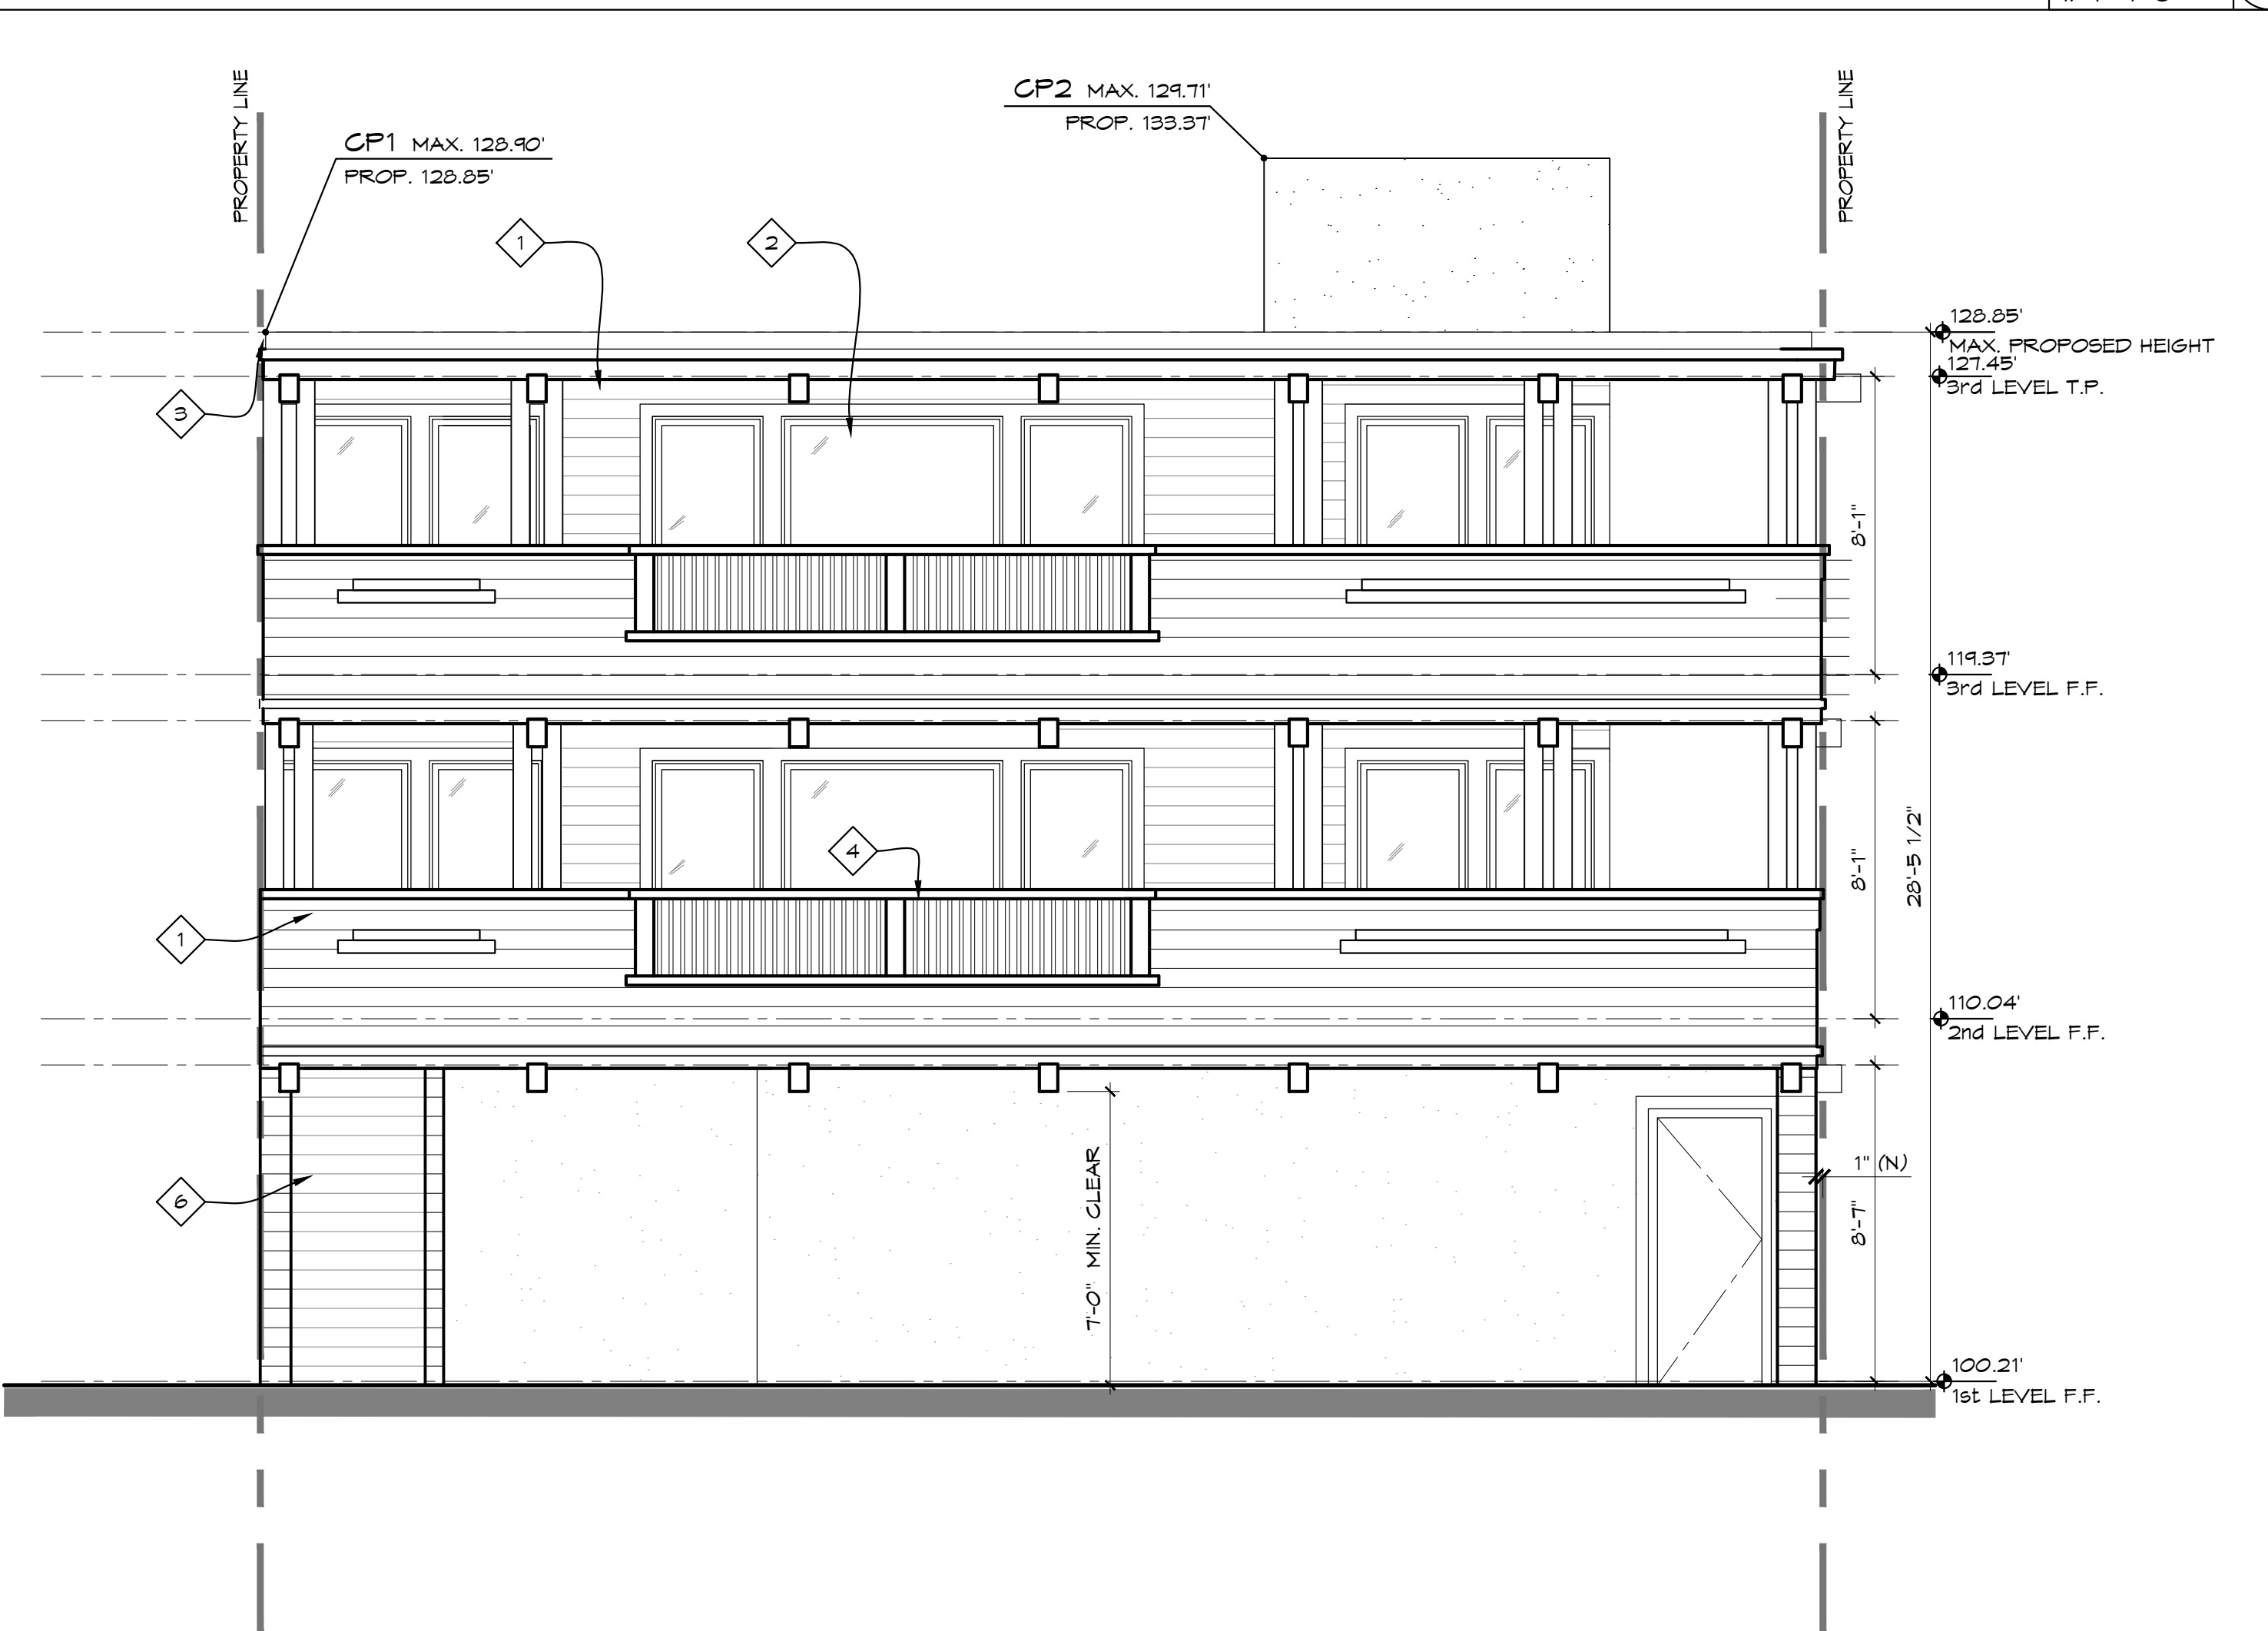 PROPERTY LINE
CP1 MAX. 128.90'
PROP. 128.85'
CP2 MAX. 129.71'
PROP. 133.37'
PROPERTY LINE
1
2
3
128.85'
MAX. PROPOSED HEIGHT
127.45'
3rd LEVEL T.P.
8'-1"
119.37'
3rd LEVEL F.F.
4
1
8'-1"
28'-5 1/2"
110.04'
2nd LEVEL F.F.
6
7'-0" MIN. CLEAR
1" (N)
8'-7"
100.21'
1st LEVEL F.F.